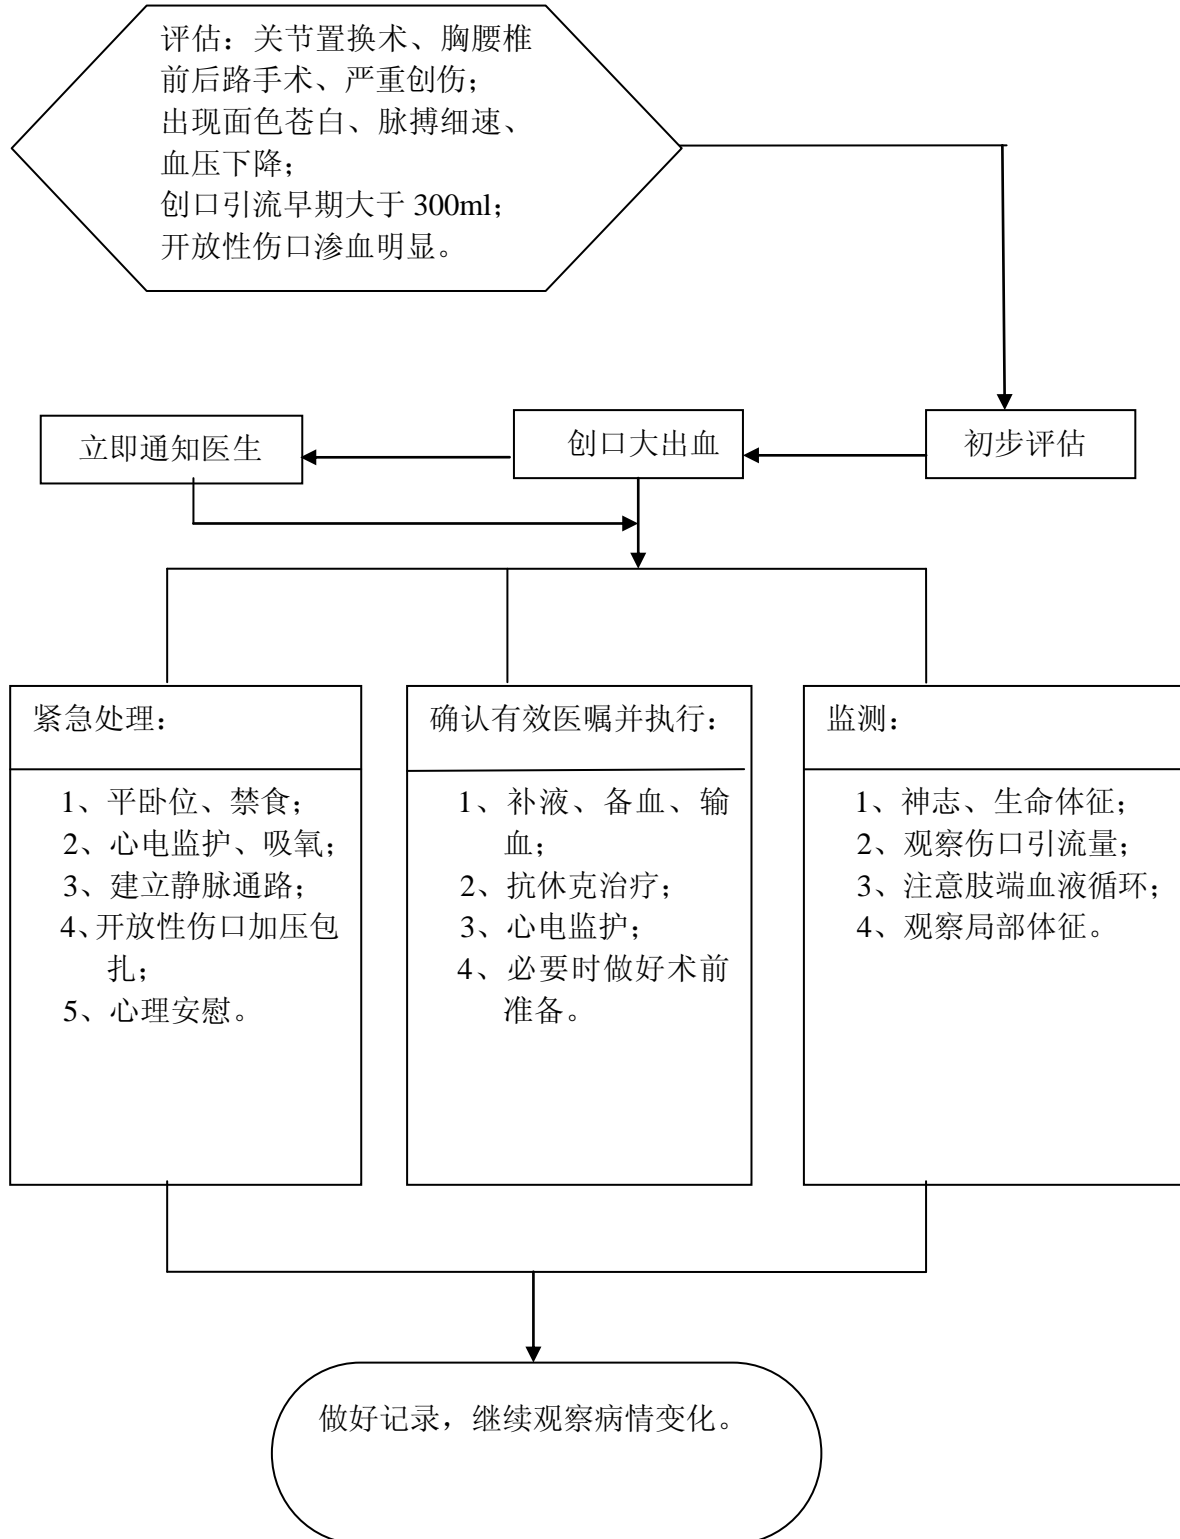 评估：关节置换术、胸腰椎
前后路手术、严重创伤；
出现面色苍白、脉搏细速、
血压下降；
创口引流早期大于 300ml；
开放性伤口渗血明显。
立即通知医生
创口大出血
初步评估
紧急处理：
1、平卧位、禁食；
2、心电监护、吸氧；
3、建立静脉通路；
4、开放性伤口加压包
扎；
5、心理安慰。
确认有效医嘱并执行：
1、补液、备血、输
血；
2、抗休克治疗；
3、心电监护；
4、必要时做好术前
准备。
监测：
1、神志、生命体征；
2、观察伤口引流量；
3、注意肢端血液循环；
4、观察局部体征。
做好记录，继续观察病情变化。